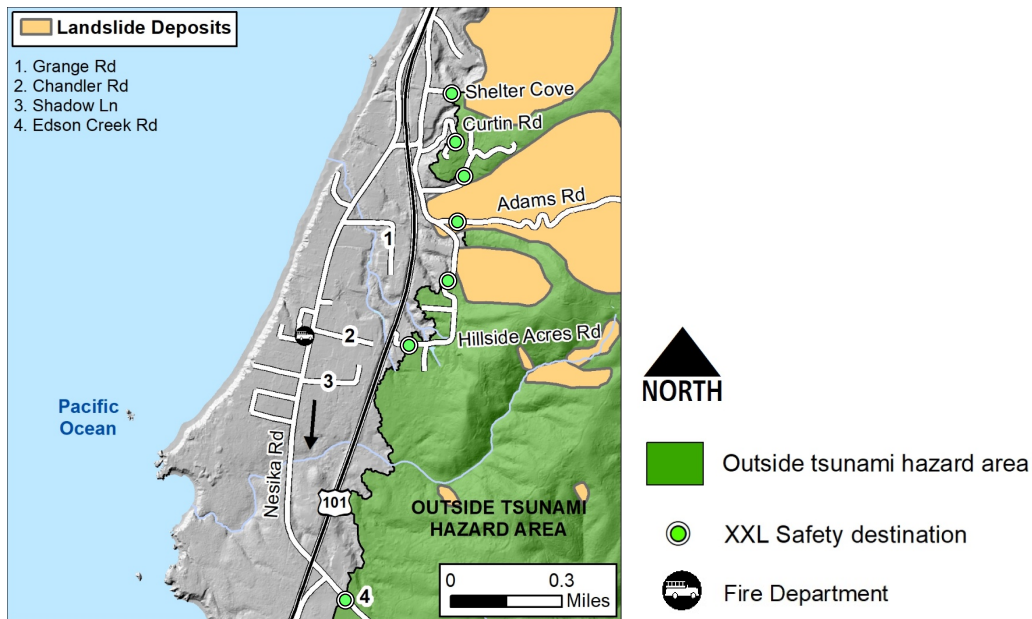 Landslide Deposits
1. Grange Rd
2. Chandler Rd
3. Shadow Ln
4. Edson Creek Rd
Shelter Cove
Curtin Rd
Adams Rd
1
2
Hillside Acres Rd
3
Pacific
Ocean
Nesika Rd
101
OUTSIDE TSUNAMI
HAZARD AREA
4
0 0.3
Miles
NORTH
Outside tsunami hazard area
XXL Safety destination
Fire Department